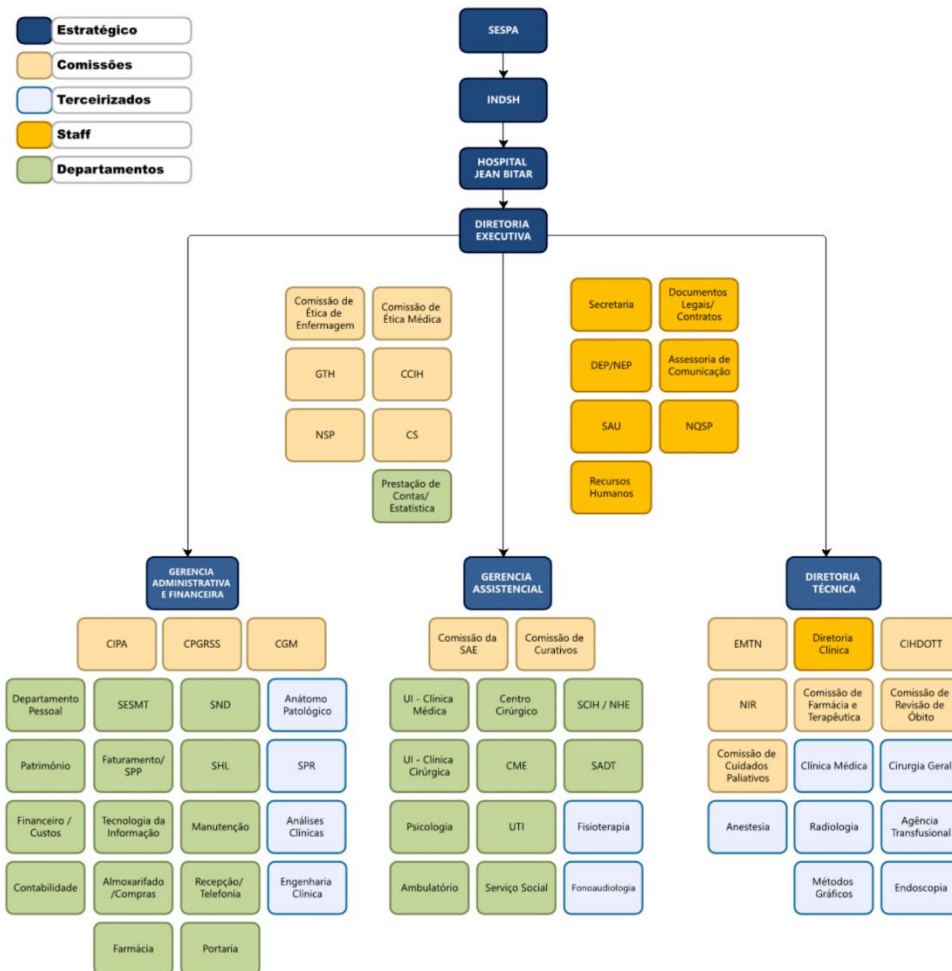 Estratégico
Comissões
Terceirizados
Staff
Departamentos
SESPA
INDSH
HOSPITAL
JEAN BITAR
DIRETORIA
EXECUTIVA
Comissão de
Ética de
Enfermagem
Comissão de
Ética Médica
GTH
CCIH
NSP
CS
Prestação de
Contas/
Estatística
Secretaria
Documentos
Legais/
Contratos
DEP/NEP
Assessoria de
Comunicação
SAU
NQSP
Recursos
Humanos
GERENCIA
ADMINISTRATIVA
E FINANCEIRA
CIPA
CPGRSS
CGM
Departamento
Pessoal
SESMT
SND
Anátomo
Patológico
Patrimônio
Faturamento/
SPP
SHL
SPR
Financeiro /
Custos
Tecnologia da
Informação
Manutenção
Análises
Clínicas
Contabilidade
Almoxarifado
/Compras
Recepção/
Telefonia
Engenharia
Clínica
Farmácia
Portaria
GERENCIA
ASSISTENCIAL
Comissão da
SAE
Comissão de
Curativos
UI - Clínica
Médica
Centro
Cirúrgico
SCIH / NHE
UI - Clínica
Cirúrgica
CME
SADT
Psicologia
UTI
Fisioterapia
Ambulatório
Serviço Social
Fonoaudiologia
DIRETORIA
TÉCNICA
EMTN
Diretoria
Clínica
CIHDOTT
NIR
Comissão de
Farmácia e
Terapêutica
Comissão de
Revisão de
Óbito
Comissão de
Cuidados
Paliativos
Clínica Médica
Cirurgia Geral
Anestesia
Radiologia
Agência
Transfusional
Métodos
Gráficos
Endoscopia